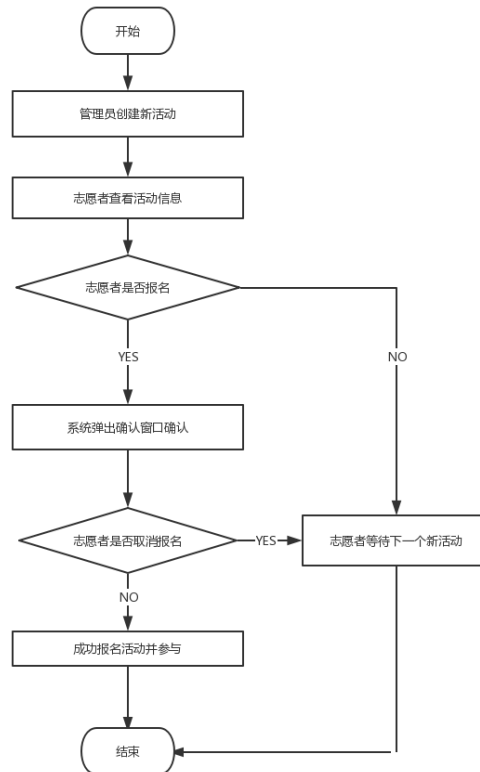 开始
管理员创建新活动
志愿者查看活动信息
志愿者是否报名
YES
NO
系统弹出确认窗口确认
志愿者是否取消报名
YES
志愿者等待下一个新活动
NO
成功报名活动并参与
结束